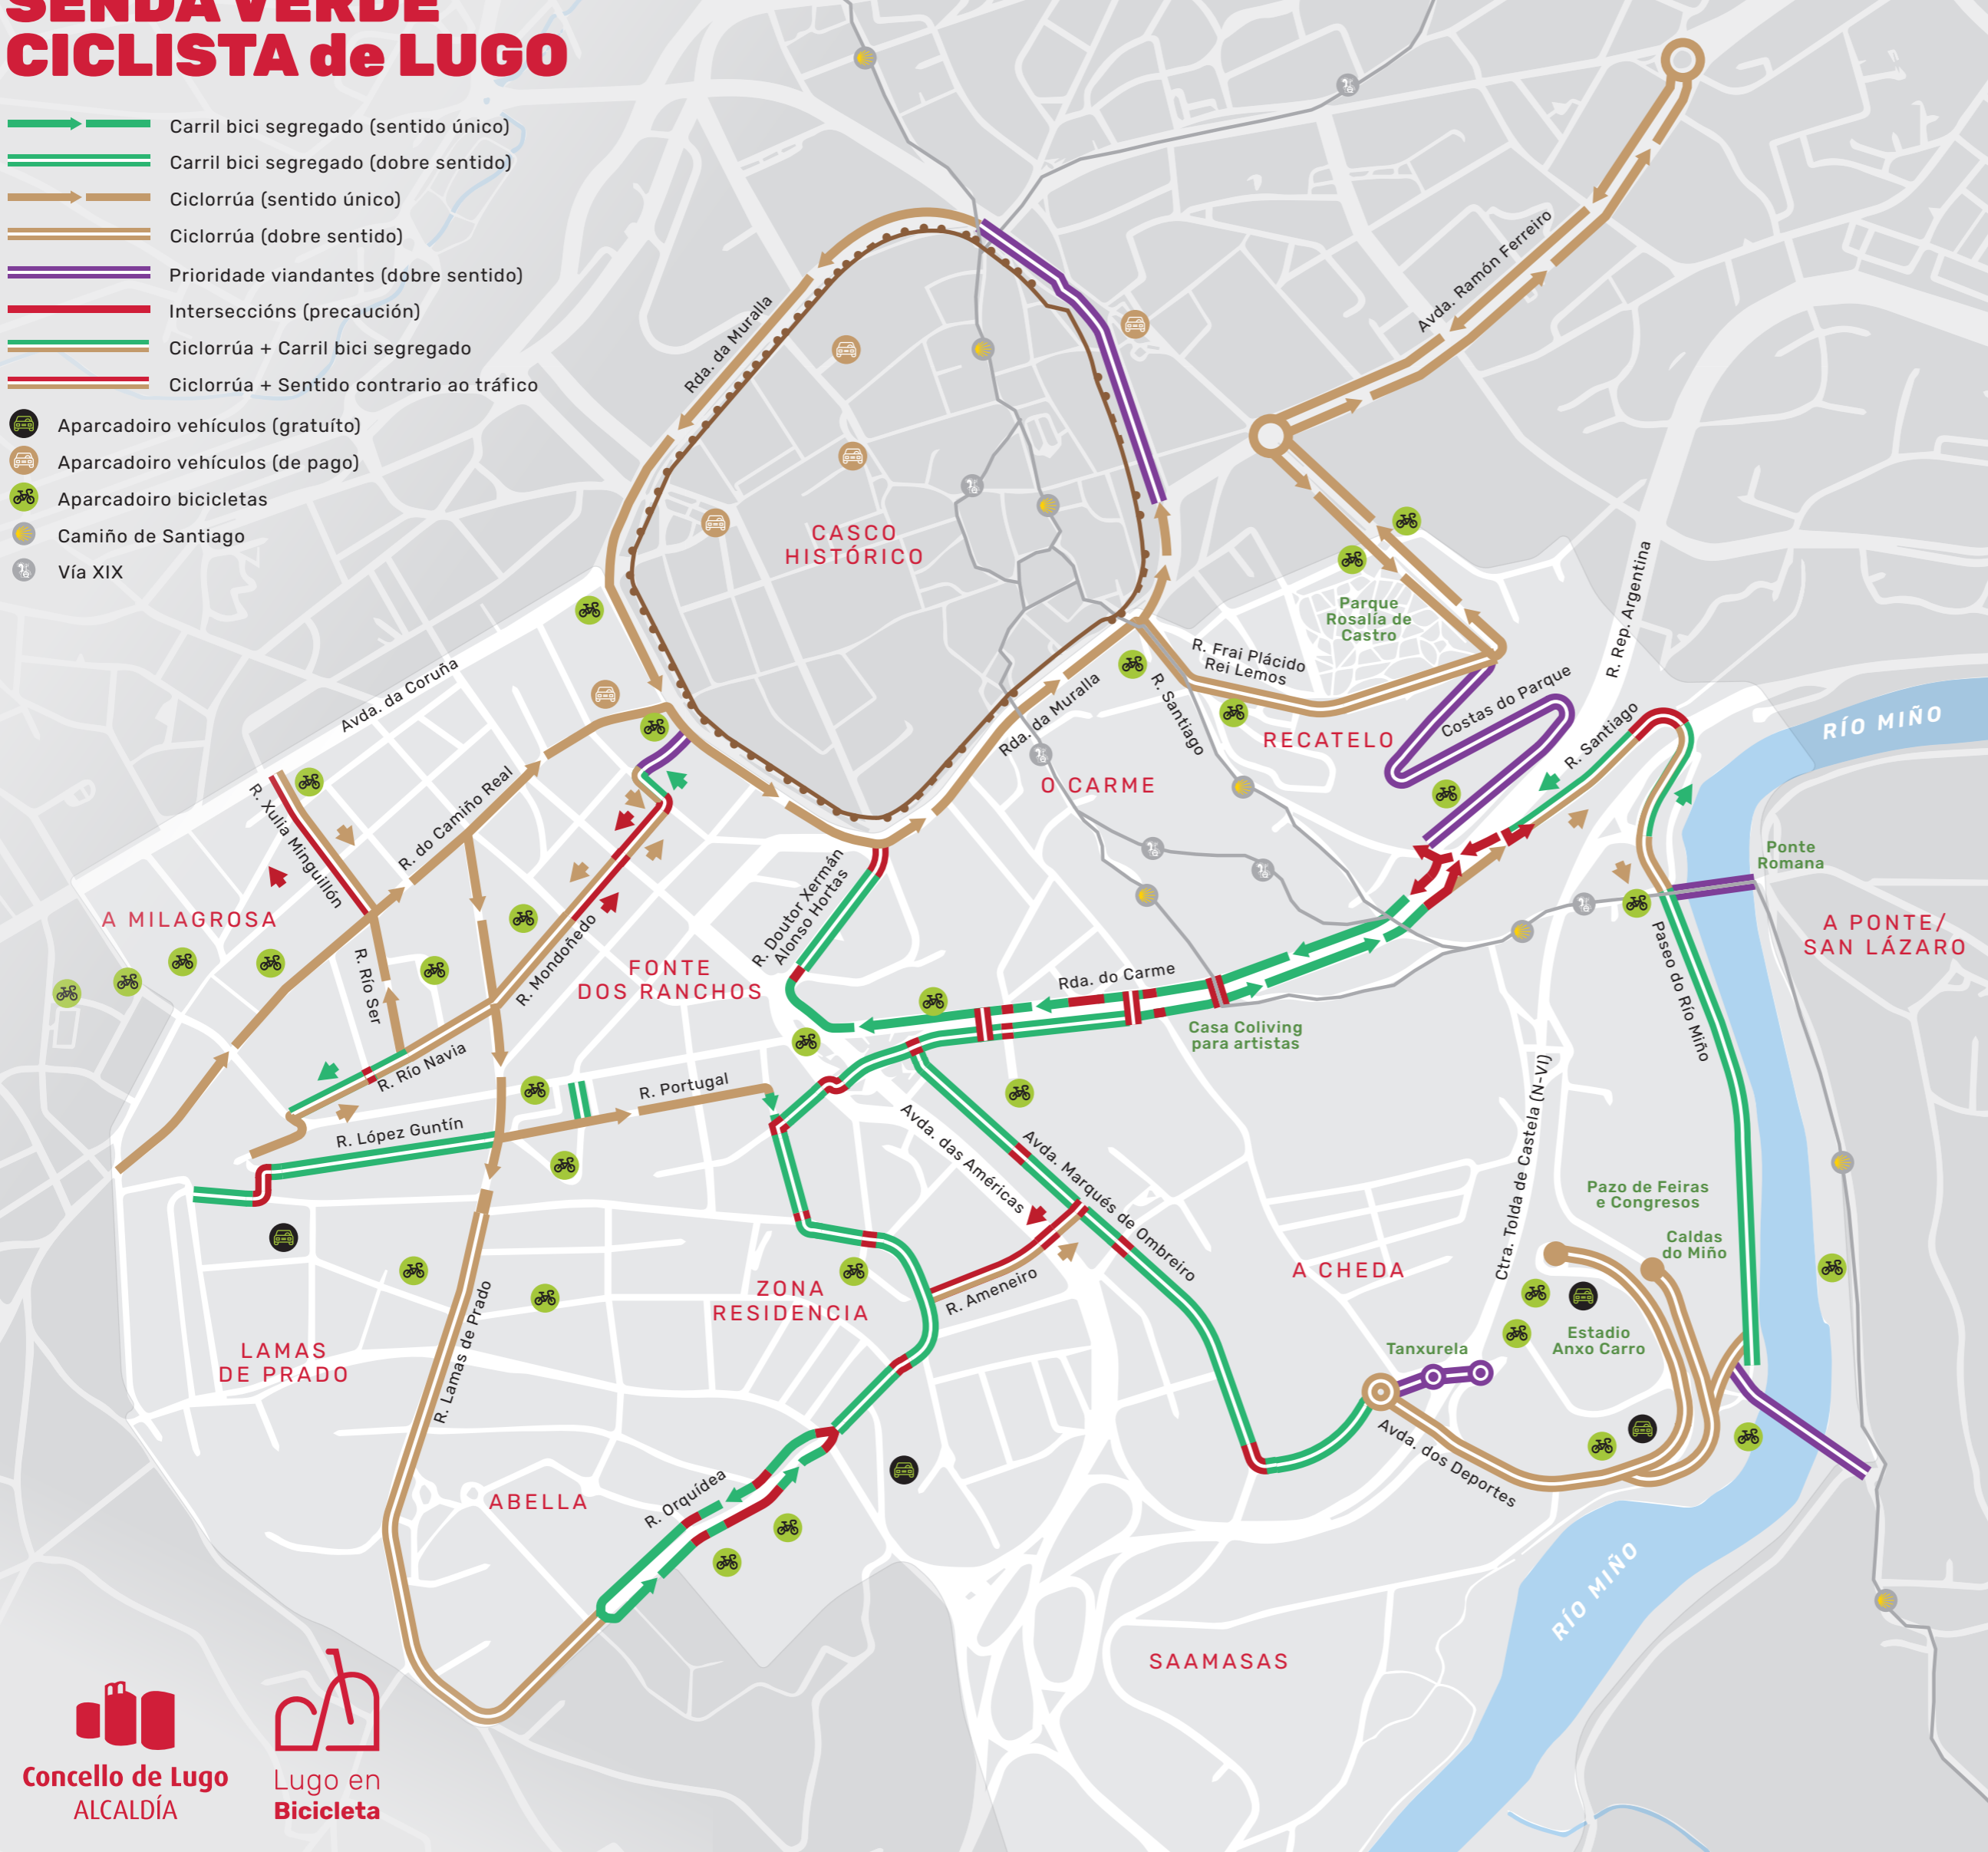 SENDA VERDE
CICLISTA de LUGO
Carril bici segregado (sentido único)
Carril bici segregado (dobre sentido)
Ciclorrúa (sentido único)
Ciclorrúa (dobre sentido)
Prioridade viandantes (dobre sentido)
Interseccións (precaución)
Ciclorrúa + Carril bici segregado
Ciclorrúa + Sentido contrario ao tráfico
Aparcadoiro vehículos (gratuíto)
Aparcadoiro vehículos (de pago)
Aparcadoiro bicicletas
Camiño de Santiago
Vía XIX
Avda. Ramón Ferreiro
Rda. da Muralla
CASCO
HISTÓRICO
Parque
Rosalía de
Castro
R. Rep. Argentina
R. Frai Plácido
Rei Lemos
Avda. da Coruña
R. Santiago
Rda. da Muralla
Costas do Parque
RECATELO
R. Santiago
RÍO MIÑO
O CARME
R. Xulia Minguillón
R. do Camiño Real
A MILAGROSA
R. Doutor Xermán
Alonso Hortas
Ponte
Romana
A PONTE/
SAN LÁZARO
R. Río Ser
R. Mondoñedo
FONTE
DOS RANCHOS
Rda. do Carme
Paseo do Río Miño
Casa Coliving
para artistas
R. Río Navia
R. Portugal
R. López Guntín
Avda. das Américas
Avda. Marqués de Ombreiro
Ctra. Tolda de Castela (N-VI)
Pazo de Feiras
e Congresos
Caldas
do Miño
A CHEDA
ZONA
RESIDENCIA
R. Ameneiro
LAMAS
DE PRADO
R. Lamas de Prado
Tanxurela
Estadio
Anxo Carro
Avda. dos Deportes
ABELLA
R. Orquídea
RÍO MIÑO
SAAMASAS
Concello de Lugo
ALCALDÍA
Lugo en
Bicicleta